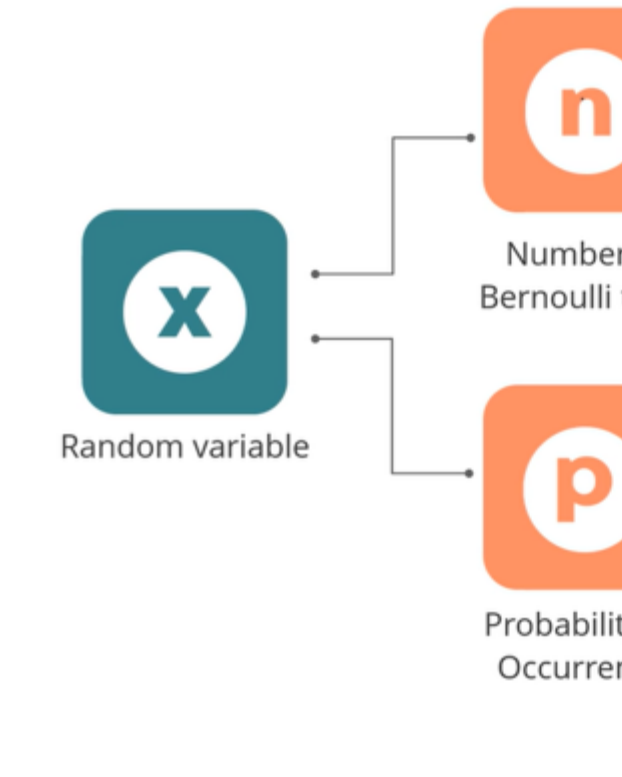 n
Number
Bernoulli
x
Random variable
p
Probabilit
Occurren